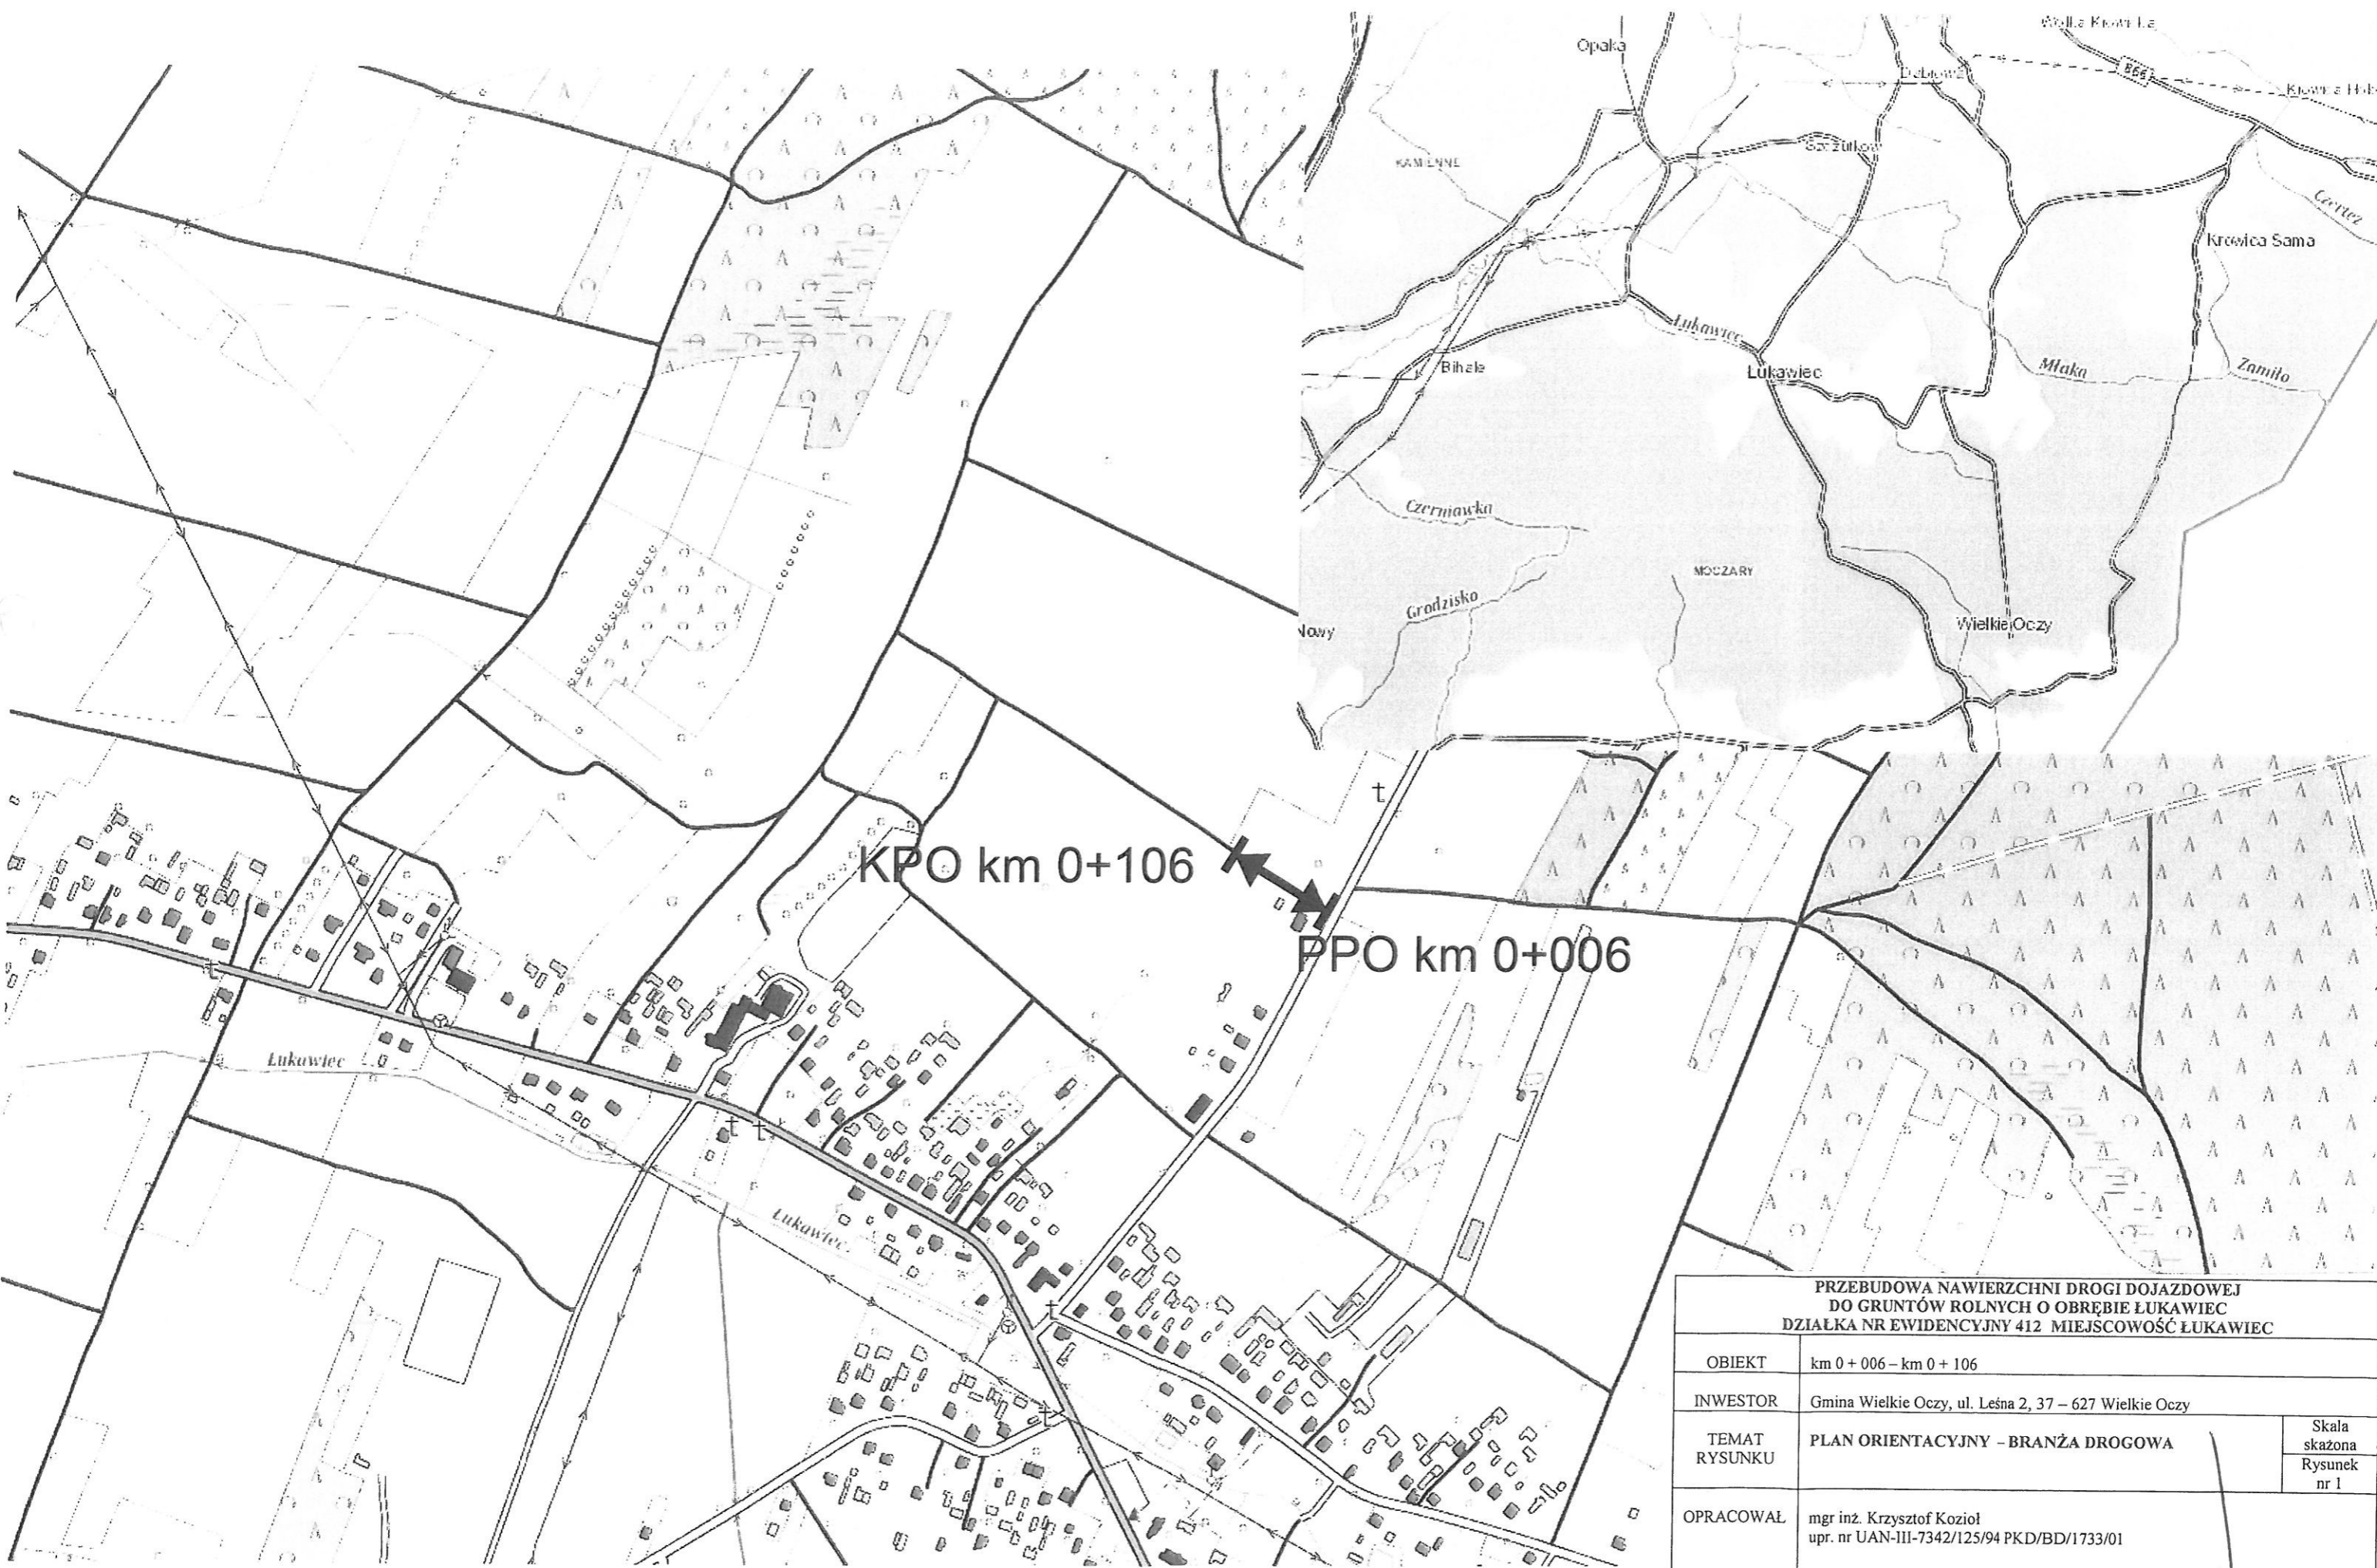 Opaka
Wólka Krowicka
Dąbrowa
866
KAMIENNE
Szczutków
Czertez
Krowica Sama
Łukawiec
Bihale
Łukawiec
Młaka
Zamiło
Czerniawka
MOCZARY
Grodzisko
Nowy
Wielkie Oczy
KPO km 0+106
PPO km 0+006
Łukawiec
Łukawiec
PRZEBUDOWA NAWIERZCHNI DROGI DOJAZDOWEJ
DO GRUNTÓW ROLNYCH O OBRĘBIE ŁUKAWIEC
DZIAŁKA NR EWIDENCYJNY 412 MIEJSCOWOŚĆ ŁUKAWIEC
OBIEKT km 0 + 006 – km 0 + 106
INWESTOR Gmina Wielkie Oczy, ul. Leśna 2, 37 – 627 Wielkie Oczy
TEMAT RYSUNKU PLAN ORIENTACYJNY – BRANŻA DROGOWA
Skala
skażona
Rysunek
nr 1
OPRACOWAŁ mgr inż. Krzysztof Kozioł
upr. nr UAN-III-7342/125/94 PKD/BD/1733/01